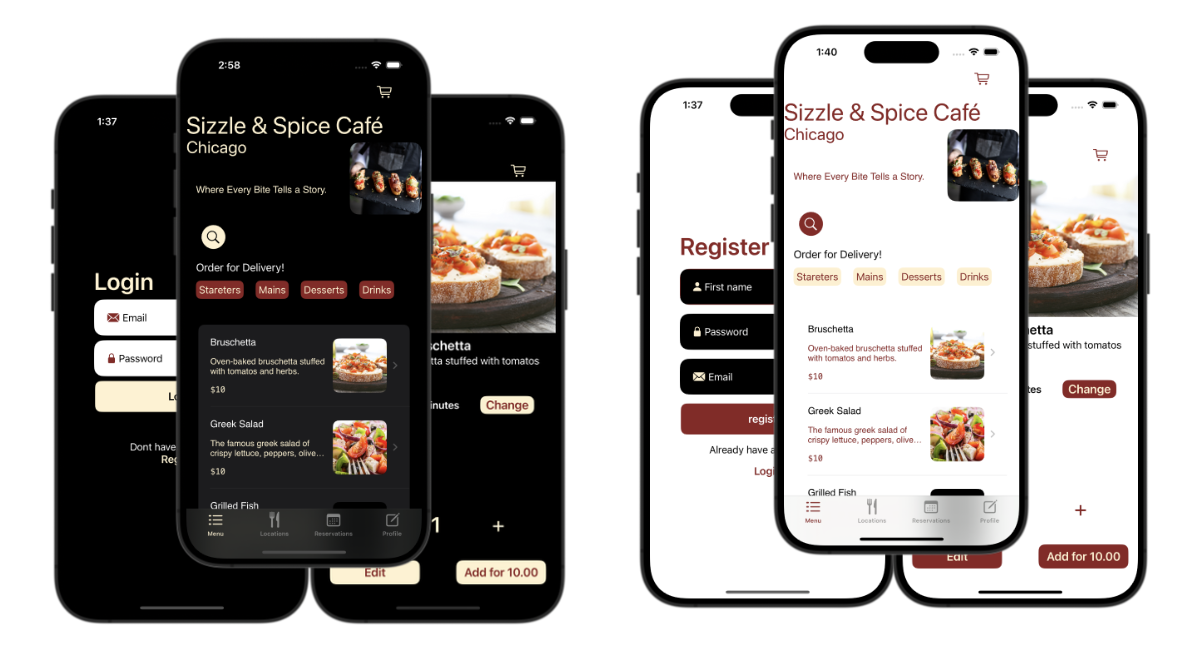 1:37
Login
Email
Password
Lo
Dont have
Reg
2:58
Sizzle & Spice Café
Chicago
Where Every Bite Tells a Story.
Order for Delivery!
Stareters Mains Desserts Drinks
Bruschetta
Oven-baked bruschetta stuffed
with tomatos and herbs.
$10
Greek Salad
The famous greek salad of
crispy lettuce, peppers, olive...
$10
Grilled Fish
Menu Locations Reservations Profile
schetta
tta stuffed with tomatos
inutes Change
1 +
Edit Add for 10.00
1:37
Register
First name
Password
Email
regist
Already have a
Logi
1:40
Sizzle & Spice Café
Chicago
Where Every Bite Tells a Story.
Order for Delivery!
Stareters Mains Desserts Drinks
Bruschetta
Oven-baked bruschetta stuffed
with tomatos and herbs.
$10
Greek Salad
The famous greek salad of
crispy lettuce, peppers, olive...
$10
Grilled Fish
Menu Locations Reservations Profile
etta
stuffed with tomatos
tes Change
+
Edit Add for 10.00